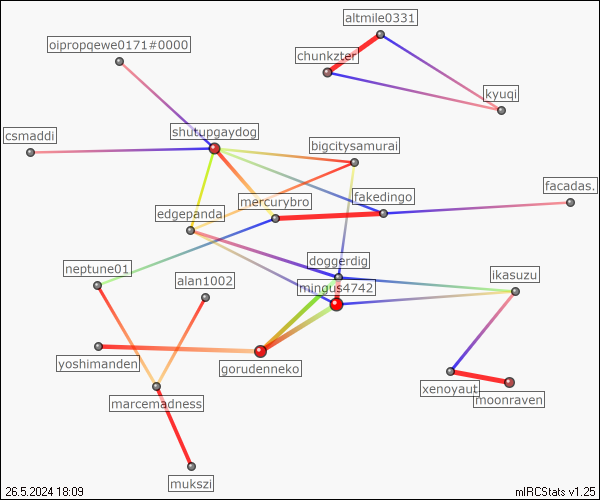 altmile0331
oipropqewe0171#0000
chunkzter
kyuqi
csmaddi
shutupgaydog
bigcitysamurai
facadas.
fakedingo
mercurybro
edgepanda
doggerdig
neptune01
alan1002
mingus4742
ikasuzu
yoshimanden
gorudenneko
xenoyaut
moonraven
marcemadness
mukszi
26.5.2024 18:09
mIRCStats v1.25